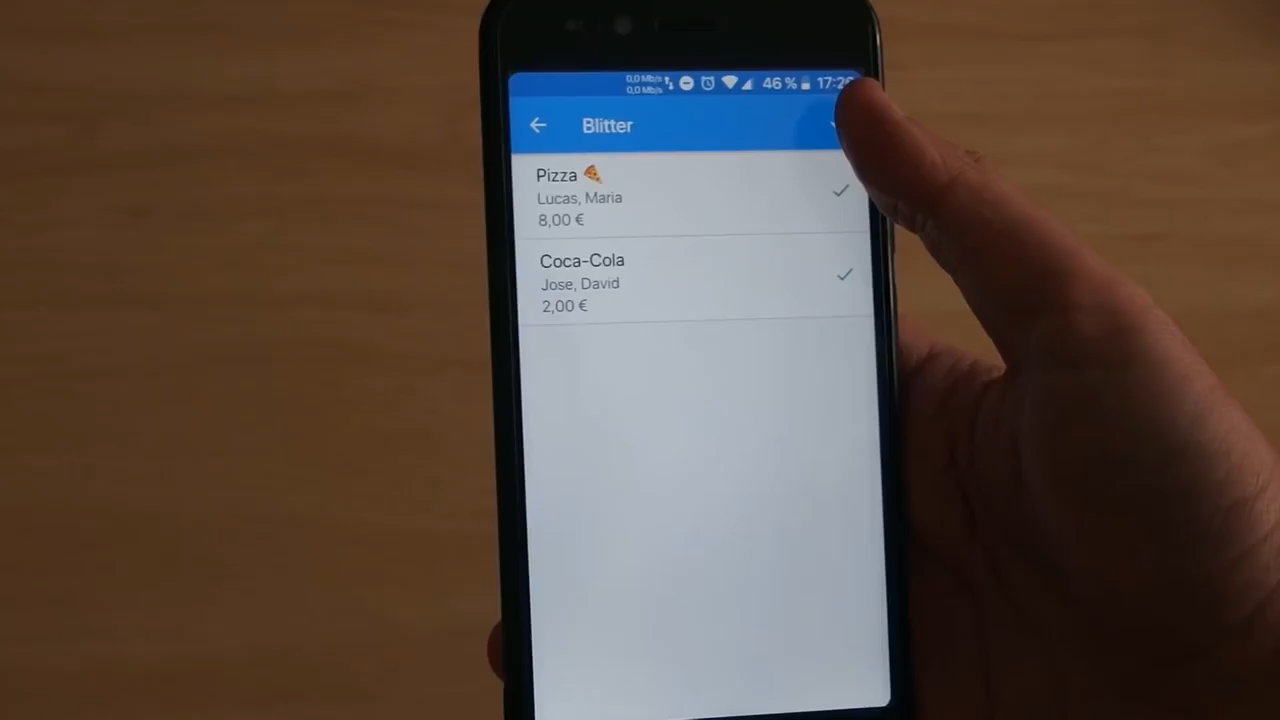 0,0 Mb/s
0,0 Mb/s
46 %
Blitter
Pizza 🍕
Lucas, Maria
8,00 €
Coca-Cola
Jose, David
2,00 €